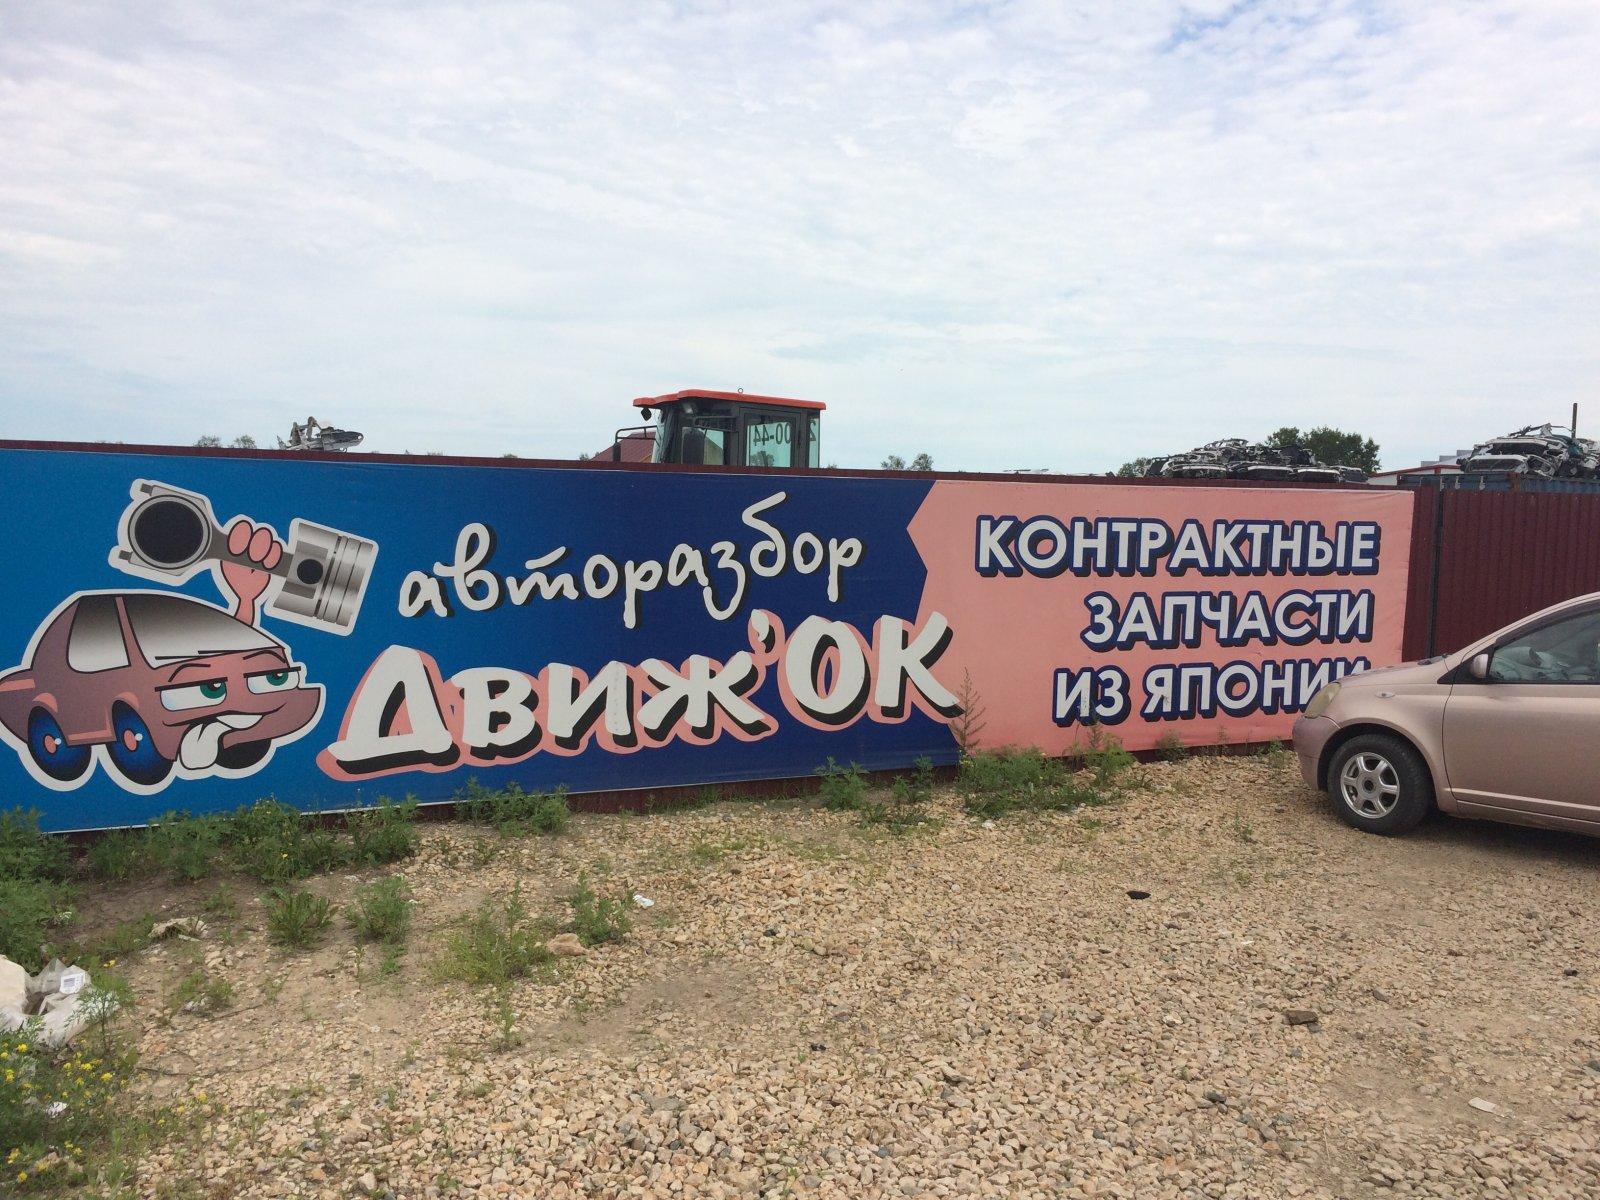 авторазбор
Движ'ОК
КОНТРАКТНЫЕ
ЗАПЧАСТИ
ИЗ ЯПОНИИ